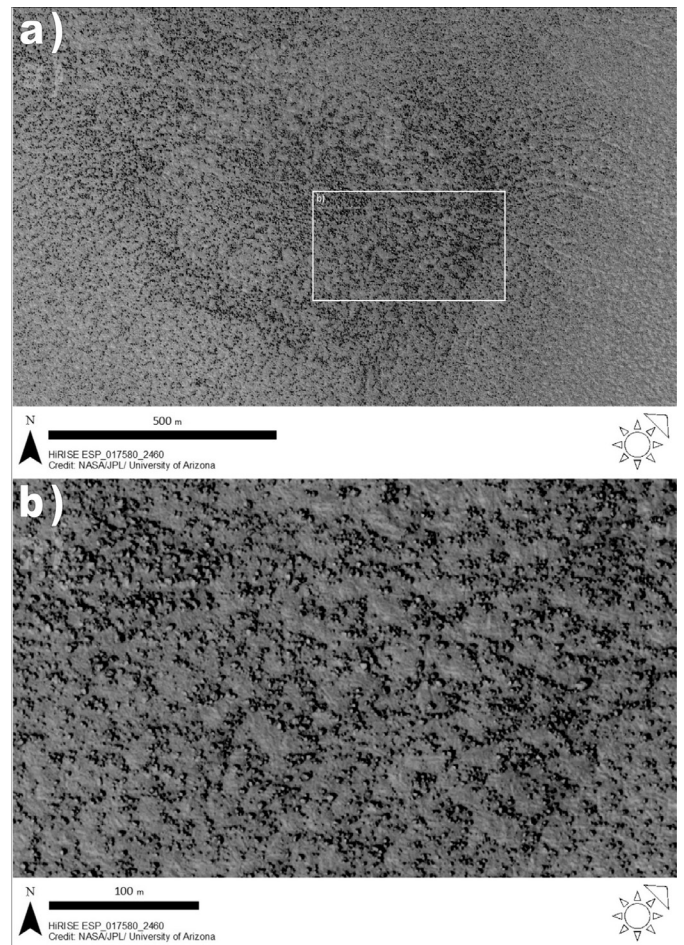 a)
b)
N
500 m
HiRISE ESP_017580_2460
Credit: NASA/JPL/ University of Arizona
b)
N
100 m
HiRISE ESP_017580_2460
Credit: NASA/JPL/ University of Arizona